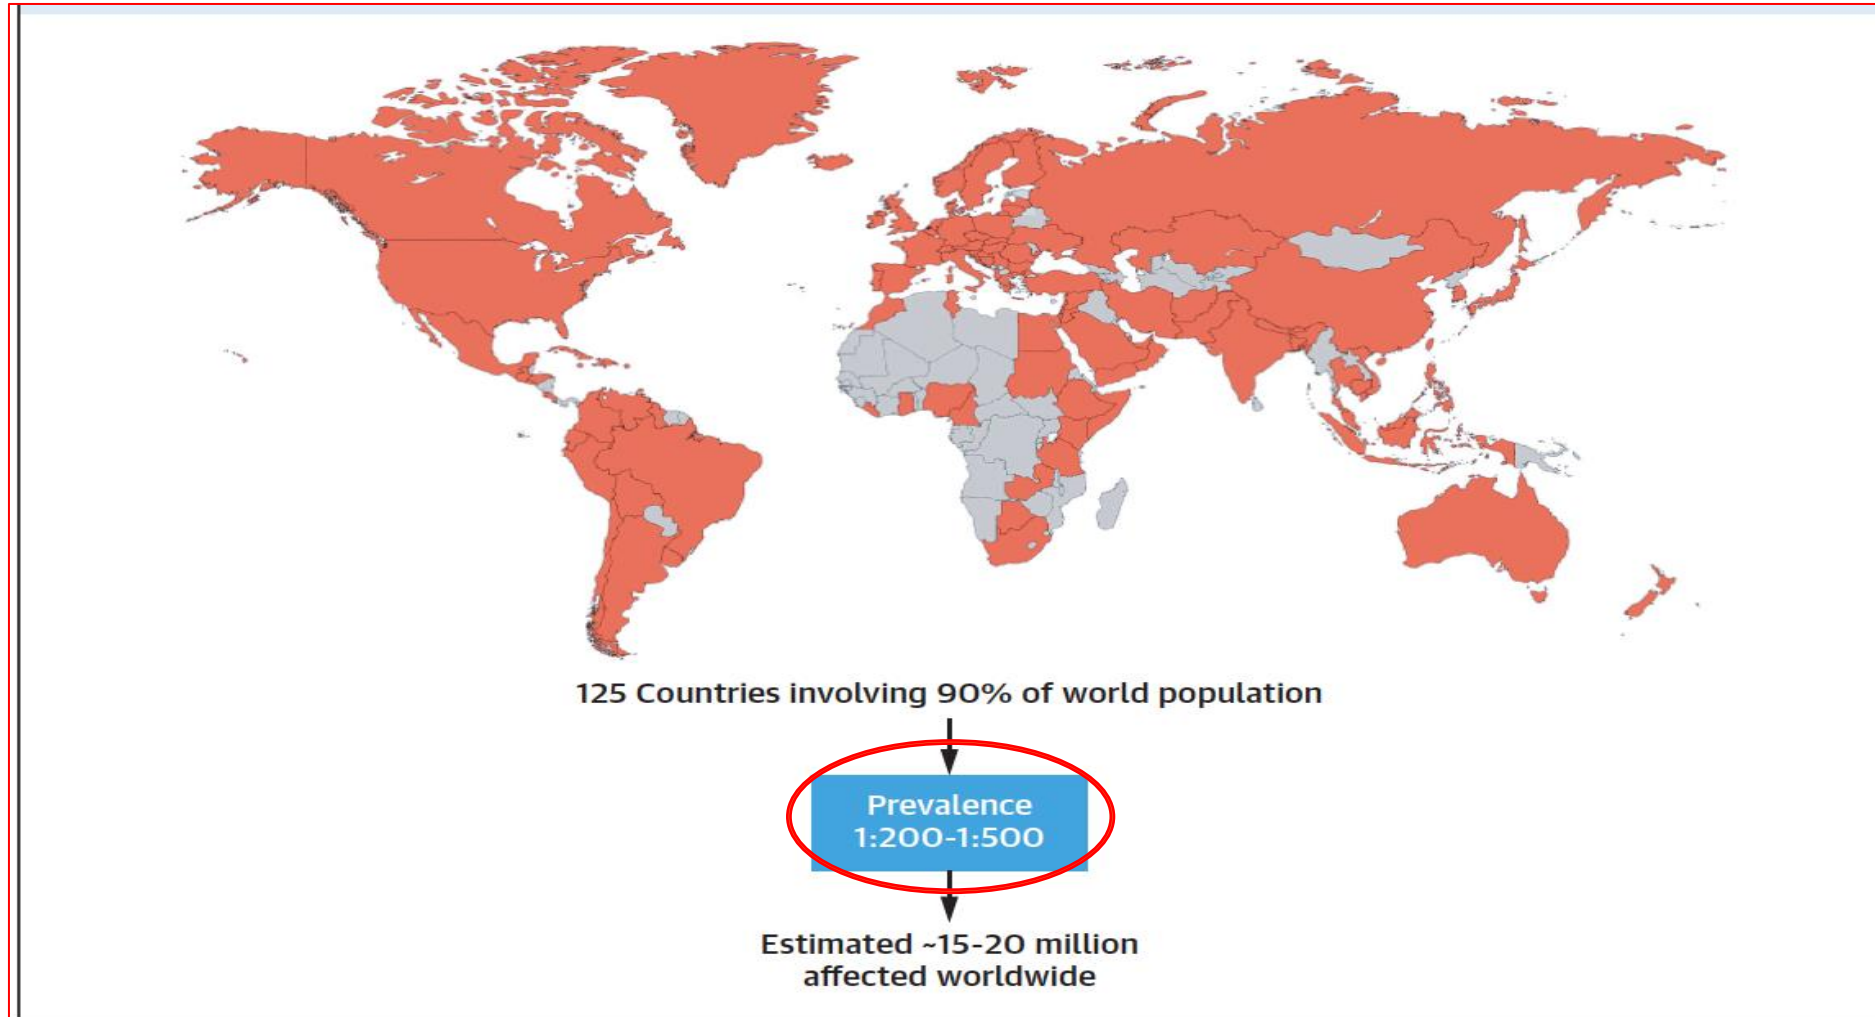 125 Countries involving 90% of world population
Prevalence
1:200-1:500
Estimated ~15-20 million
affected worldwide